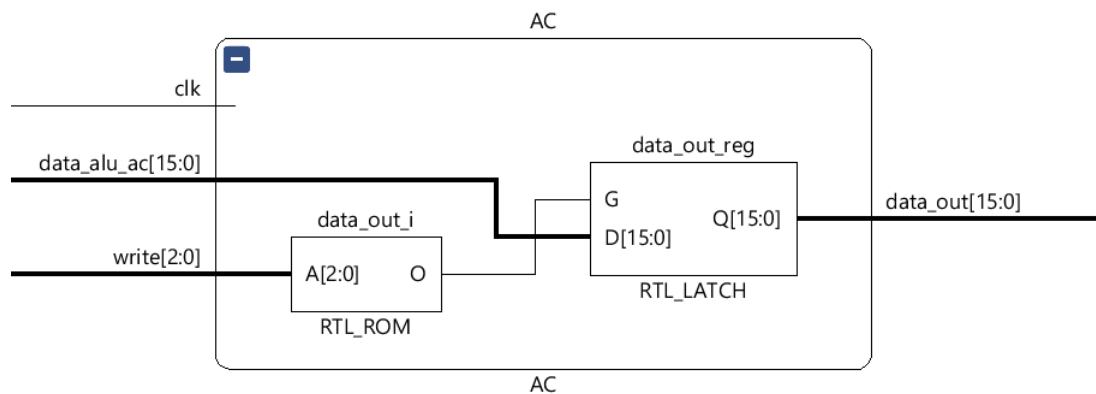 AC
clk
data_alu_ac[15:0]
write[2:0]
data_out_i
A[2:0] O
RTL_ROM
data_out_reg
G
D[15:0]
Q[15:0]
RTL_LATCH
data_out[15:0]
AC